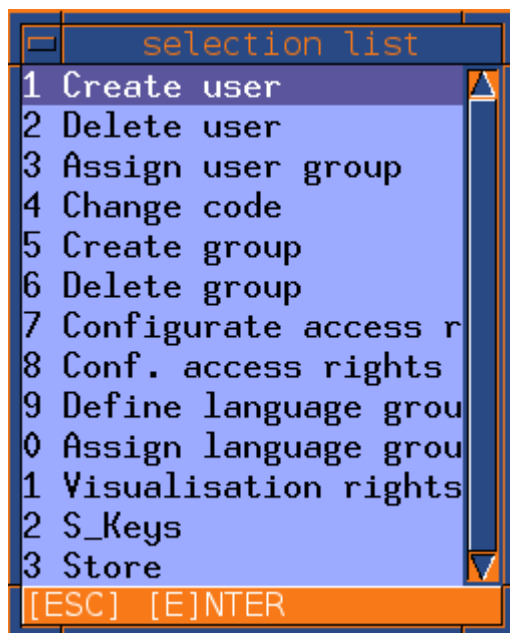 selection list
1 Create user
2 Delete user
3 Assign user group
4 Change code
5 Create group
6 Delete group
7 Configurate access r
8 Conf. access rights
9 Define language grou
0 Assign language grou
1 Visualisation rights
2 S_Keys
3 Store
[ESC] [E]NTER